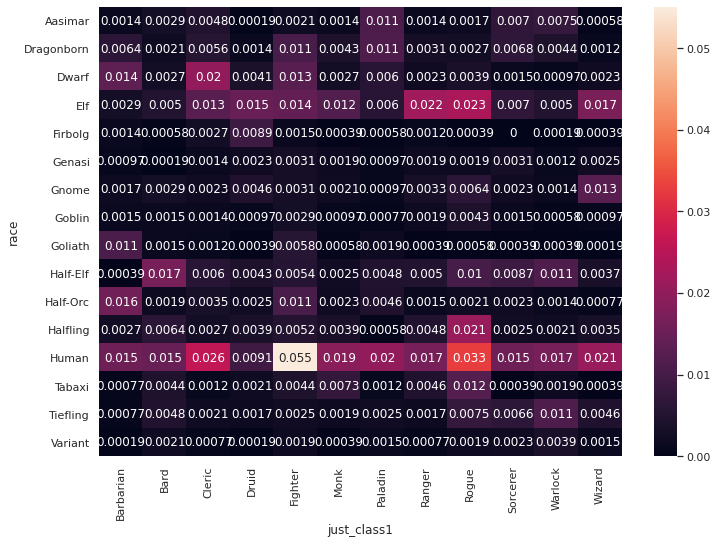 Aasimar 0.0014 0.0029 0.0048 0.00019 0.0021 0.0014 0.011 0.0014 0.0017 0.007 0.0075 0.00058
Dragonborn 0.0064 0.0021 0.0056 0.0014 0.011 0.0043 0.011 0.0031 0.0027 0.0068 0.0044 0.0012
Dwarf 0.014 0.0027 0.02 0.0041 0.013 0.0027 0.006 0.0023 0.0039 0.0015 0.00097 0.0023
Elf 0.0029 0.005 0.013 0.015 0.014 0.012 0.006 0.022 0.023 0.007 0.005 0.017
Firbolg 0.0014 0.00058 0.0027 0.0089 0.0015 0.00039 0.00058 0.0012 0.00039 0 0.00019 0.00039
Genasi 0.00097 0.00019 0.0014 0.0023 0.0031 0.0019 0.00097 0.0019 0.0019 0.0031 0.0012 0.0025
Gnome 0.0017 0.0029 0.0023 0.0046 0.0031 0.0021 0.00097 0.0033 0.0064 0.0023 0.0014 0.013
Goblin 0.0015 0.0015 0.0014 0.00097 0.0029 0.00097 0.00077 0.0019 0.0043 0.0015 0.00058 0.00097
Goliath 0.011 0.0015 0.0012 0.00039 0.0058 0.00058 0.0019 0.00039 0.00058 0.00039 0.00039 0.00019
Half-Elf 0.00039 0.017 0.006 0.0043 0.0054 0.0025 0.0048 0.005 0.01 0.0087 0.011 0.0037
Half-Orc 0.016 0.0019 0.0035 0.0025 0.011 0.0023 0.0046 0.0015 0.0021 0.0023 0.0014 0.00077
Halfling 0.0027 0.0064 0.0027 0.0039 0.0052 0.0039 0.00058 0.0048 0.021 0.0025 0.0021 0.0035
Human 0.015 0.015 0.026 0.0091 0.055 0.019 0.02 0.017 0.033 0.015 0.017 0.021
Tabaxi 0.00077 0.0044 0.0012 0.0021 0.0044 0.0073 0.0012 0.0046 0.012 0.00039 0.0019 0.00039
Tiefling 0.00077 0.0048 0.0021 0.0017 0.0025 0.0019 0.0025 0.0017 0.0075 0.0066 0.011 0.0046
Variant 0.00019 0.0021 0.00077 0.00019 0.0019 0.00039 0.0015 0.00077 0.0019 0.0023 0.0039 0.0015
race
Barbarian Bard Cleric Druid Fighter Monk Paladin Ranger Rogue Sorcerer Warlock Wizard
just_class1
0.05
0.04
0.03
0.02
0.01
0.00